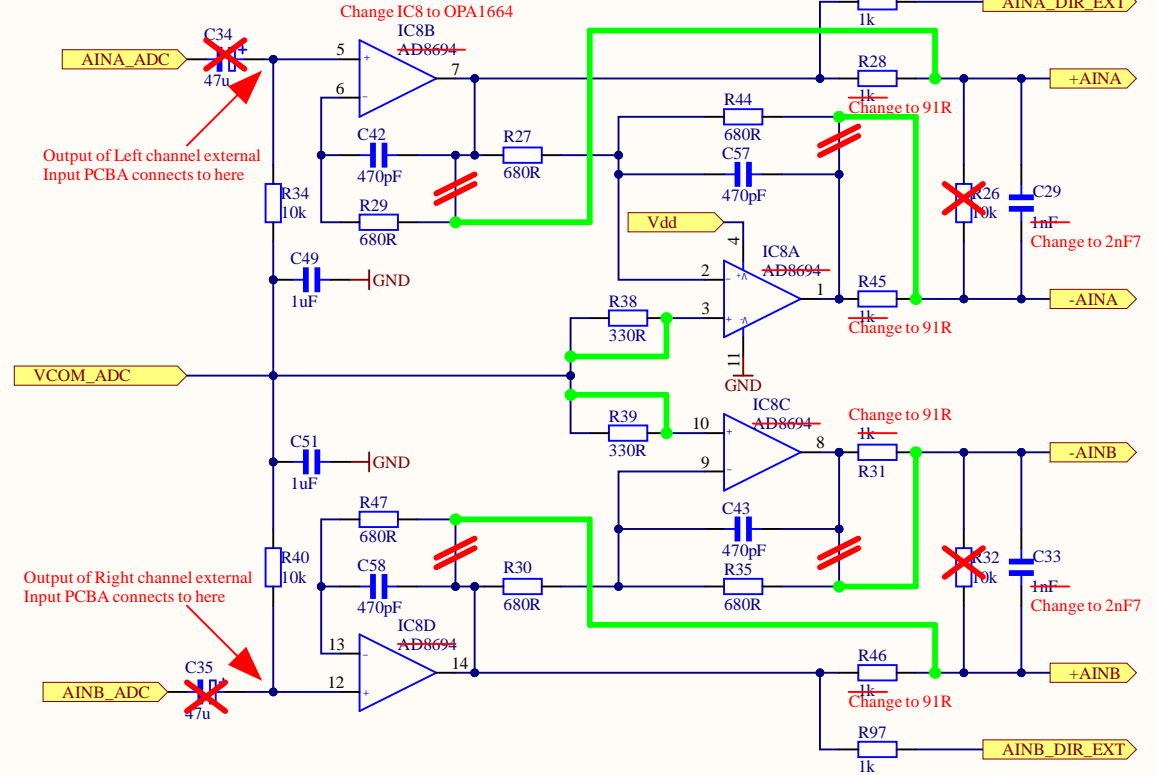 Change IC8 to OPA1664
1k
AINA_DIR_EXT
C34
+
47u
AINA_ADC
IC8B
AD8694
5
6
7
R28
1k
Change to 91R
+AINA
Output of Left channel external
Input PCBA connects to here
C42
470pF
R29
680R
R27
680R
R44
680R
C57
470pF
R34
10k
R26
10k
C29
1nF
Change to 2nF7
Vdd
4
IC8A
AD8694
2
3
1
11
GND
+V
-V
C49
1uF
GND
R38
330R
R45
1k
Change to 91R
-AINA
VCOM_ADC
R39
330R
IC8C
AD8694
10
9
8
Change to 91R
1k
R31
-AINB
C51
1uF
GND
R47
680R
C58
470pF
R30
680R
C43
470pF
R35
680R
R40
10k
R32
10k
C33
1nF
Change to 2nF7
Output of Right channel external
Input PCBA connects to here
IC8D
AD8694
13
12
14
C35
+
47u
AINB_ADC
R46
1k
Change to 91R
+AINB
R97
1k
AINB_DIR_EXT